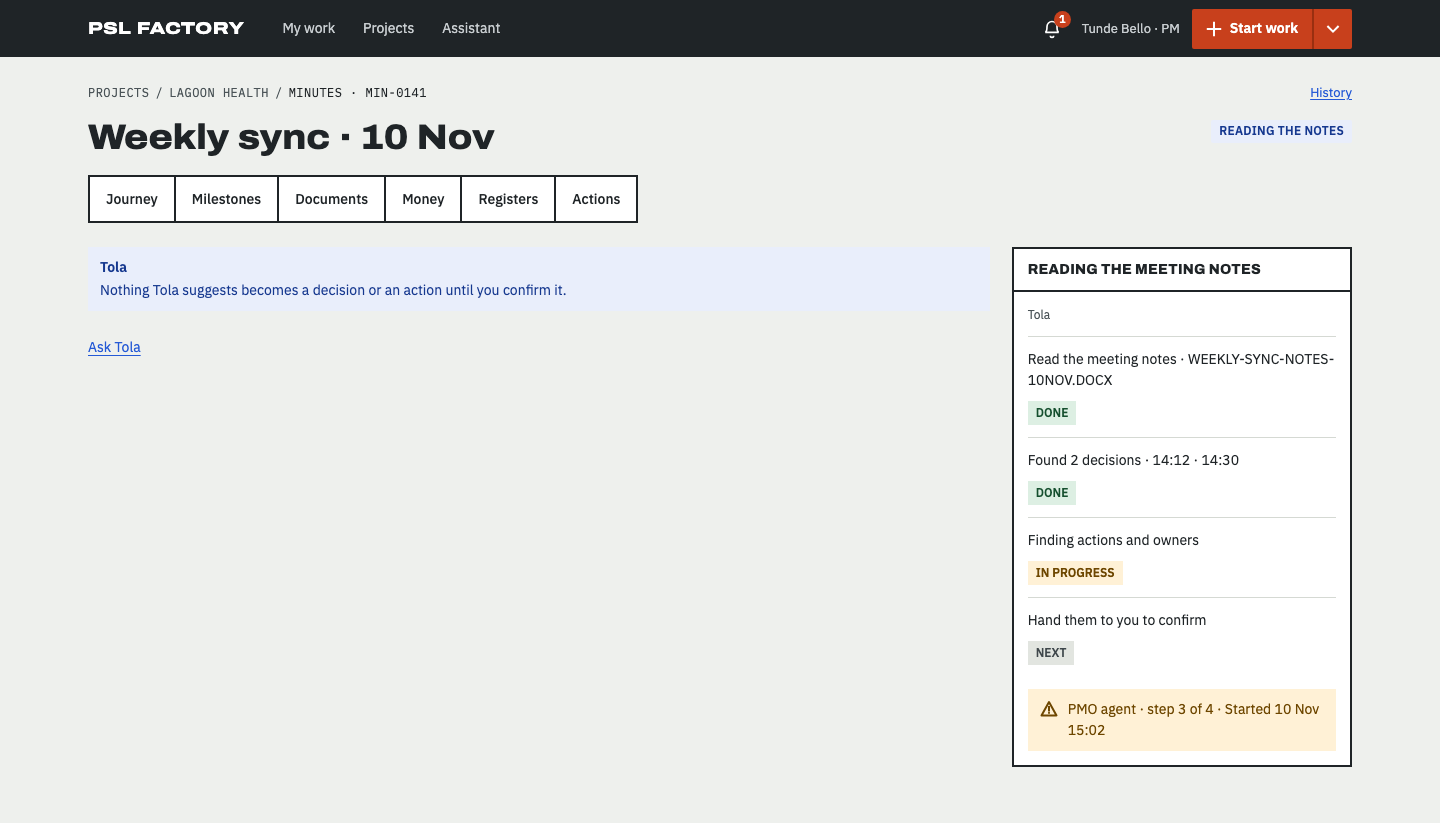 PSL FACTORY
My work
Projects
Assistant
1
Tunde Bello · PM
Start work
PROJECTS / LAGOON HEALTH / MINUTES · MIN-0141
History
Weekly sync · 10 Nov
READING THE NOTES
Journey
Milestones
Documents
Money
Registers
Actions
Tola
Nothing Tola suggests becomes a decision or an action until you confirm it.
Ask Tola
READING THE MEETING NOTES
Tola
Read the meeting notes · WEEKLY-SYNC-NOTES-
10NOV.DOCX
DONE
Found 2 decisions · 14:12 · 14:30
DONE
Finding actions and owners
IN PROGRESS
Hand them to you to confirm
NEXT
PMO agent · step 3 of 4 · Started 10 Nov
15:02